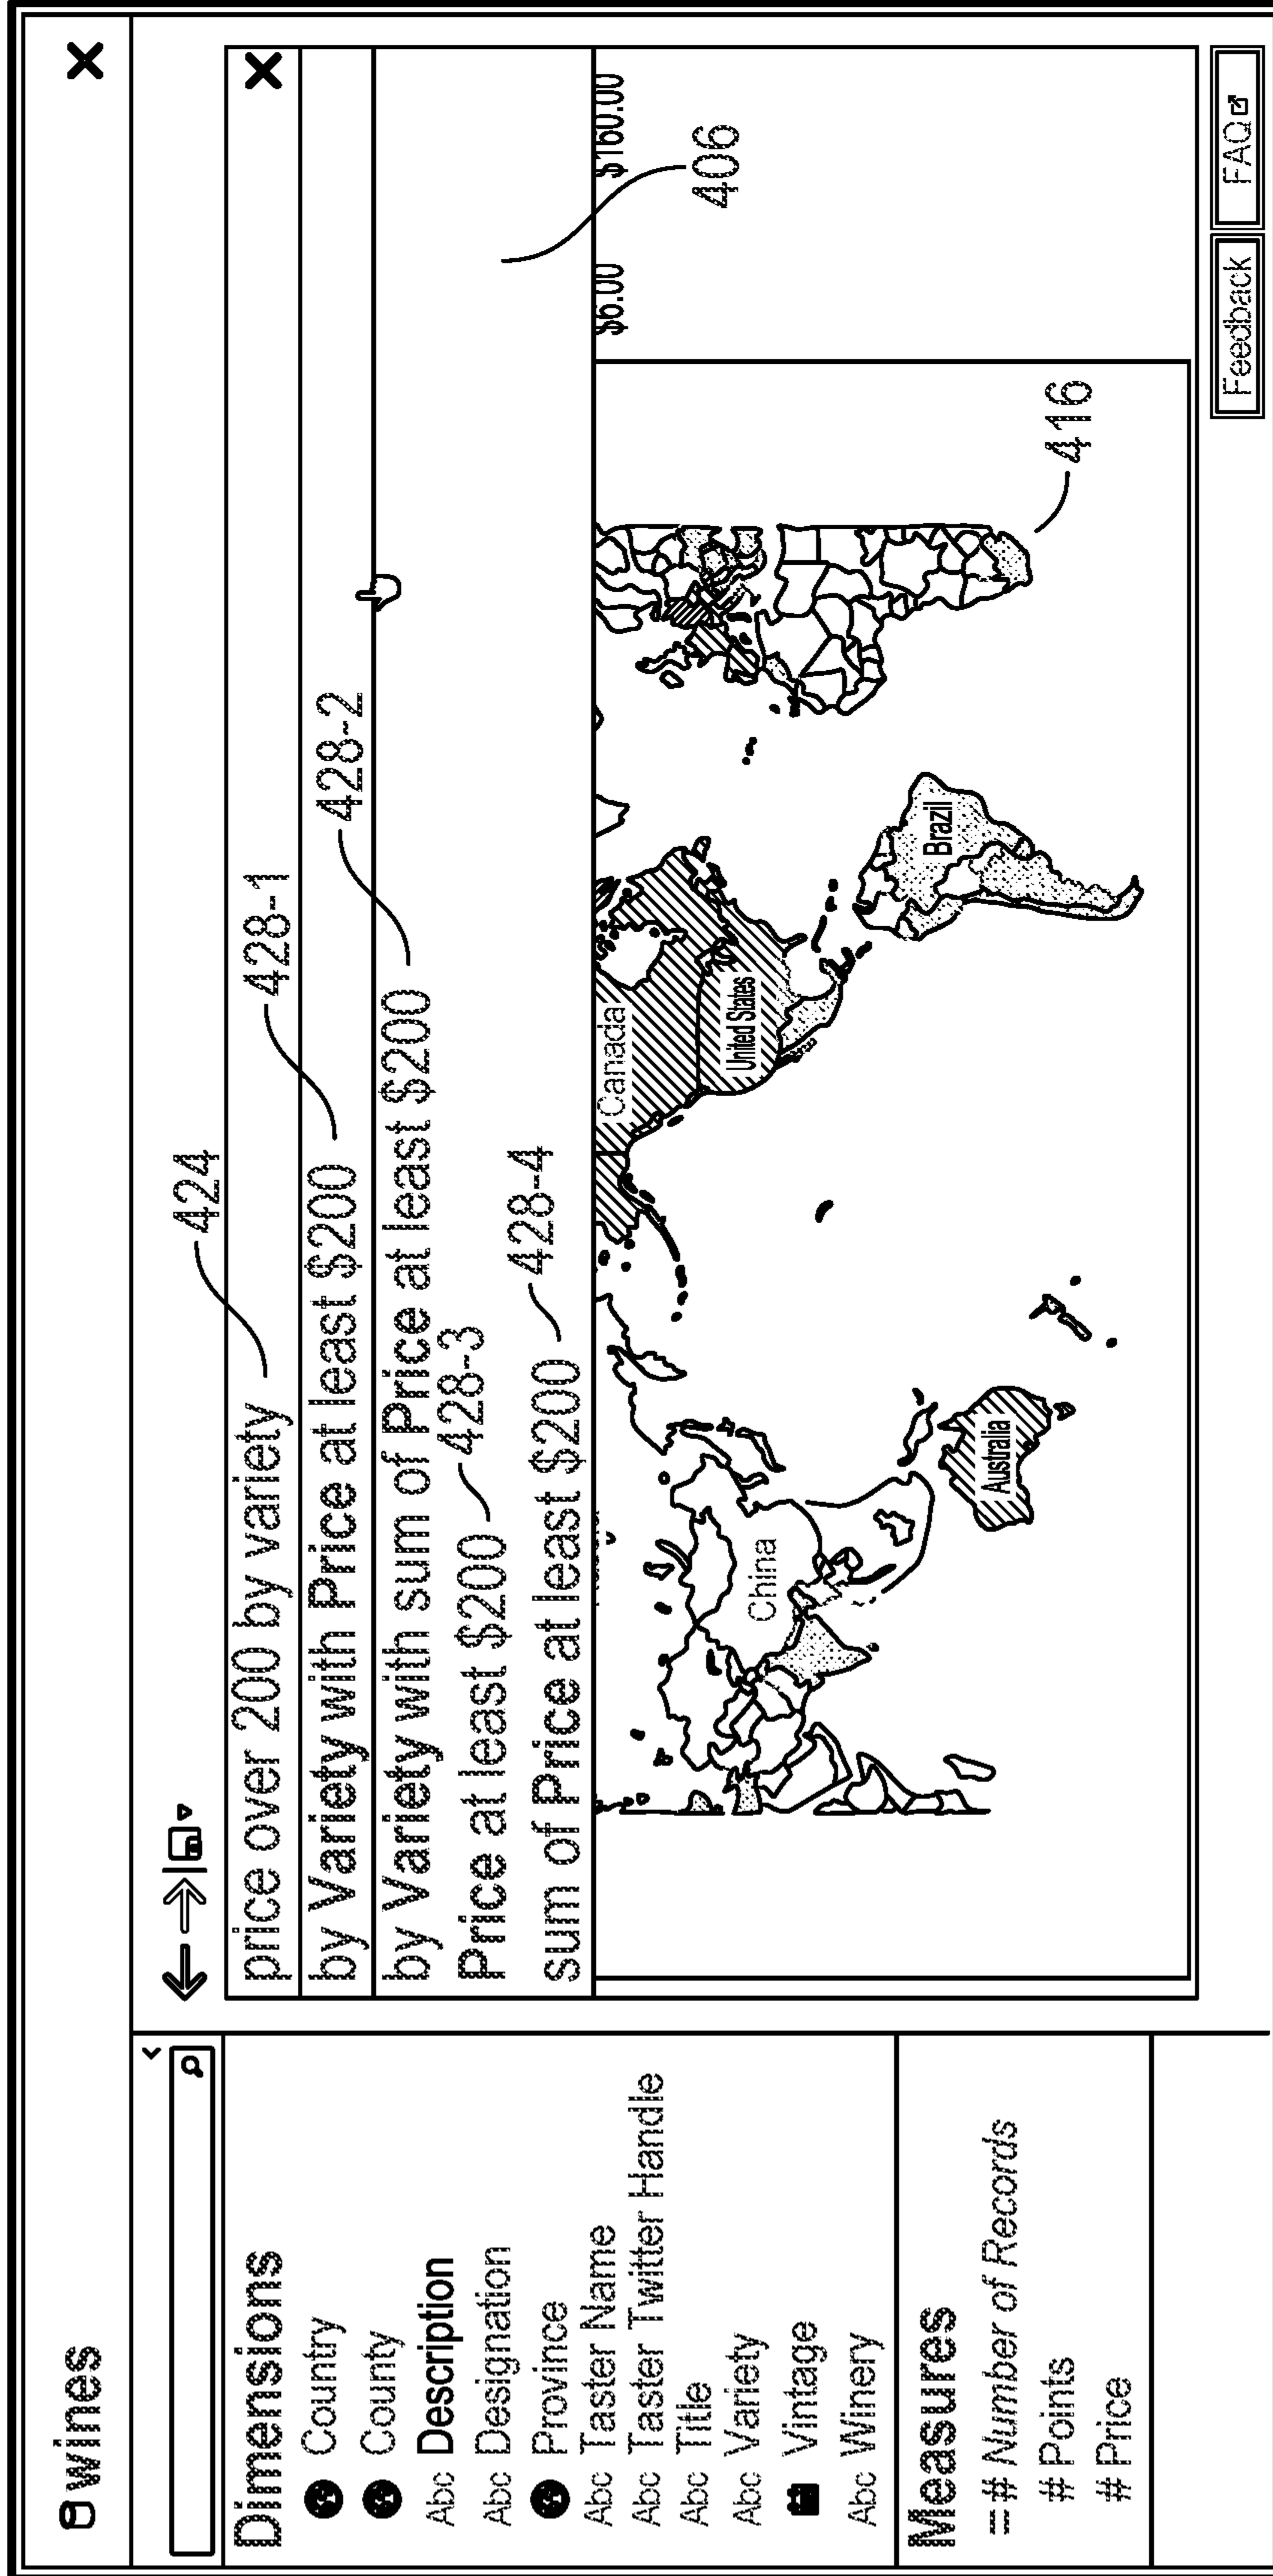 wines
Dimensions
Country
County
Abc Description
Abc Designation
Province
Abc Taster Name
Abc Taster Twitter Handle
Abc Title
Abc Variety
Vintage
Abc Winery
Measures
=# Number of Records
# Points
# Price
424
price over 200 by variety
428-1
by Variety with Price at least $200
428-2
by Variety with sum of Price at least $200
428-3
Price at least $200
428-4
sum of Price at least $200
$6.00
$160.00
406
Canada
United States
Brazil
China
Australia
416
Feedback
FAQ